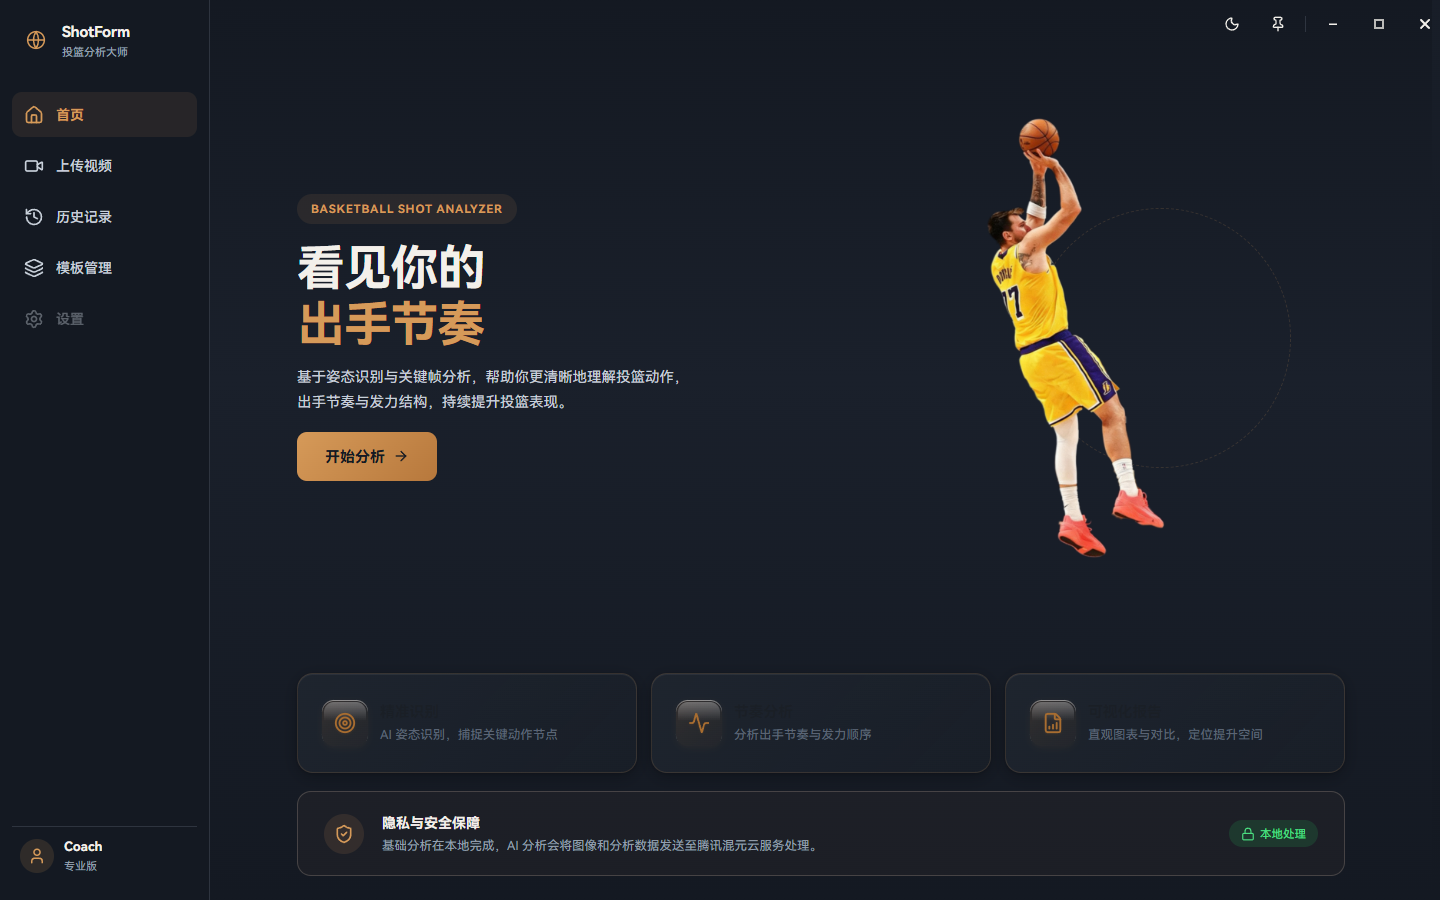 ShotForm
投篮分析大师
首页
上传视频
历史记录
模板管理
设置
BASKETBALL SHOT ANALYZER
看见你的
出手节奏
基于姿态识别与关键帧分析，帮助你更清晰地理解投篮动作，
出手节奏与发力结构，持续提升投篮表现。
开始分析 →
77
AI 姿态识别，捕捉关键动作节点
分析出手节奏与发力顺序
直观图表与对比，定位提升空间
隐私与安全保障
基础分析在本地完成，AI 分析会将图像和分析数据发送至腾讯混元云服务处理。
本地处理
Coach
专业版